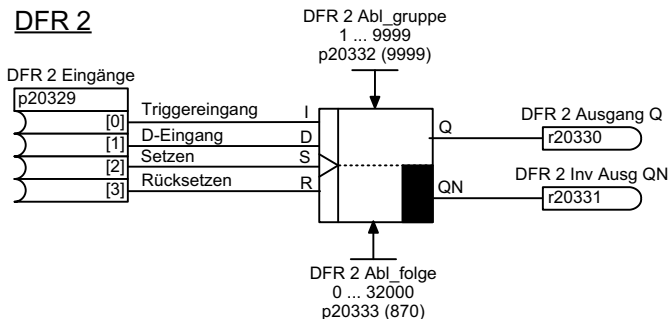 DFR 2
DFR 2 Abl_gruppe
1 ... 9999
p20332 (9999)
DFR 2 Eingänge
p20329
[0] Triggereingang I
[1] D-Eingang D
[2] Setzen S
[3] Rücksetzen R
Q
DFR 2 Ausgang Q
r20330
QN
DFR 2 Inv Ausg QN
r20331
DFR 2 Abl_folge
0 ... 32000
p20333 (870)